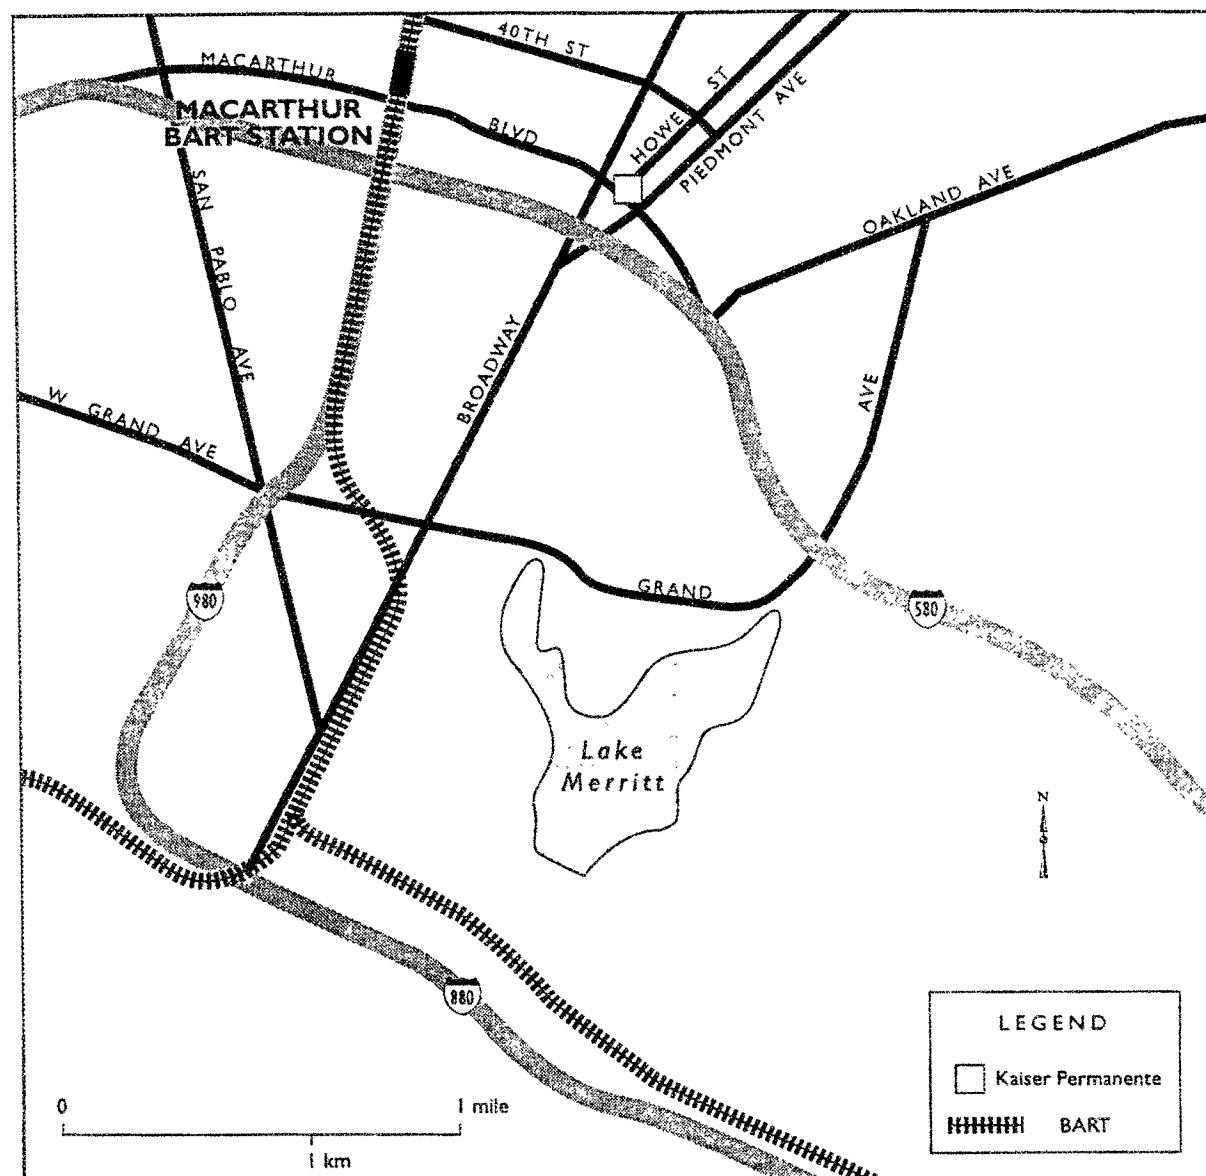 40TH ST
MACARTHUR
BLVD
MACARTHUR
BART STATION
HOWE ST
PIEDMONT AVE
OAKLAND AVE
SAN PABLO AVE
BROADWAY
AVE
W GRAND AVE
GRAND
980
580
Lake
Merritt
N
880
LEGEND
Kaiser Permanente
BART
0
1 mile
1 km